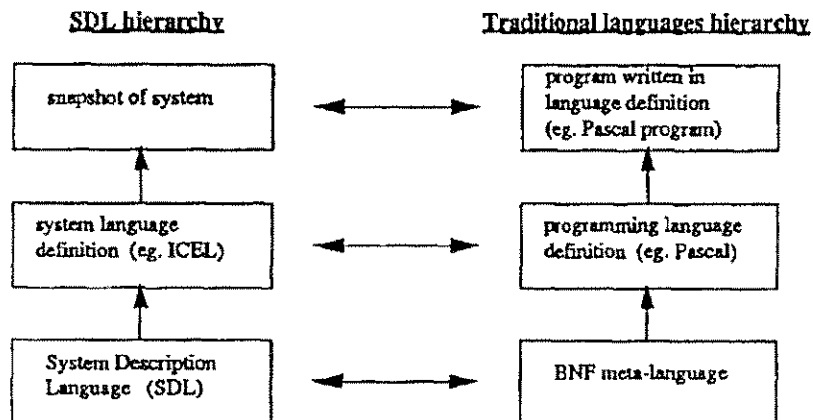 SDL hierarchy
Traditional languages hierarchy
snapshot of system
program written in
language definition
(eg. Pascal program)
system language
definition (eg. ICEL)
programming language
definition (eg. Pascal)
System Description
Language (SDL)
BNF meta-language